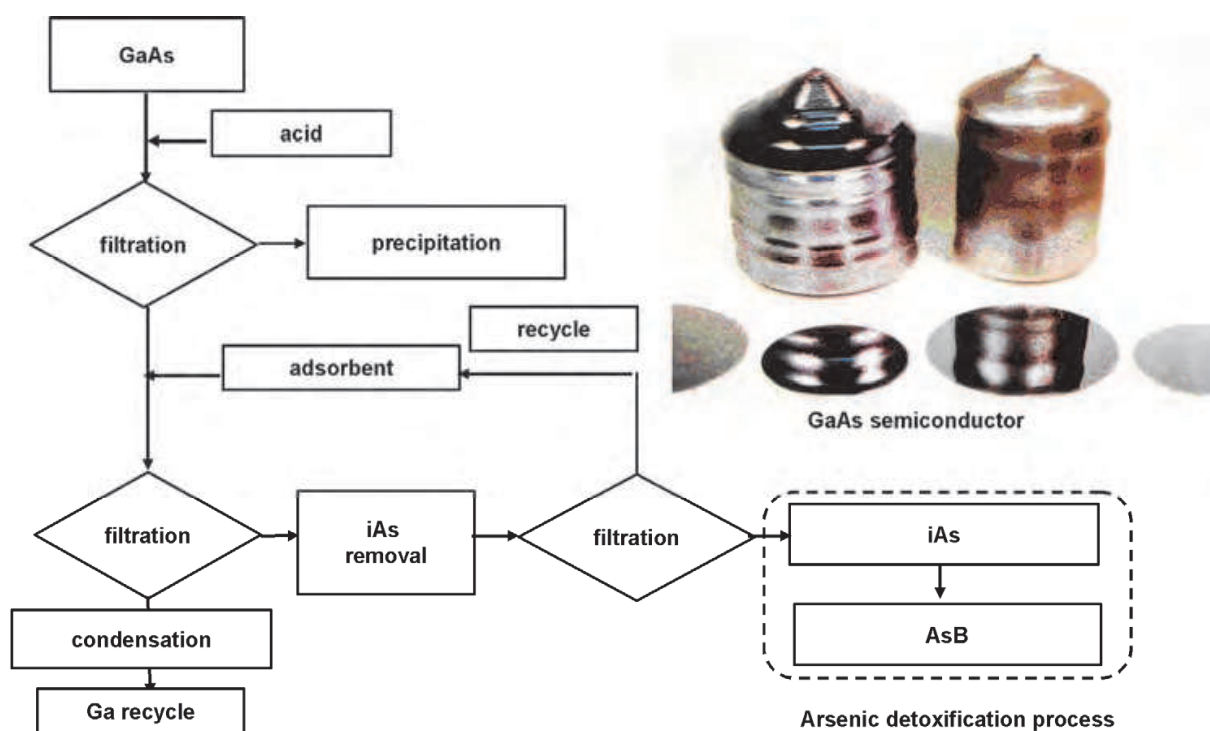 GaAs
acid
filtration
precipitation
recycle
adsorbent
GaAs semiconductor
filtration
iAs
removal
filtration
iAs
condensation
AsB
Ga recycle
Arsenic detoxification process